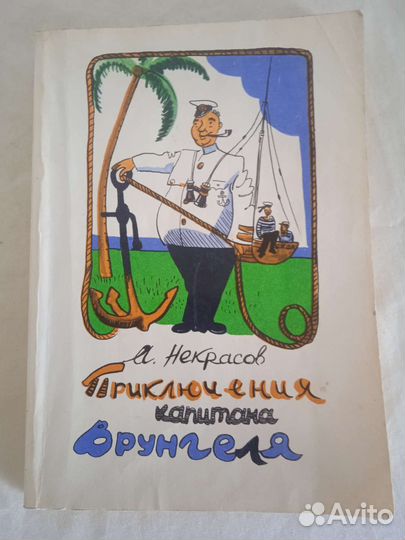 А. Некрасов
Приключения
капитана
Врунгеля
Avito